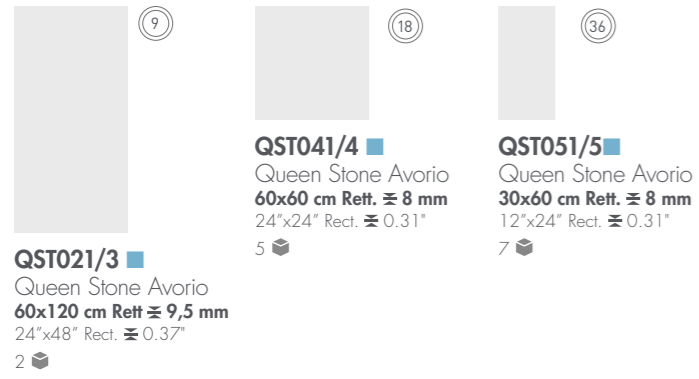 9
QST021/3
Queen Stone Avorio
60x120 cm Rett 9,5 mm
24"x48" Rect. 0.37"
2
18
QST041/4
Queen Stone Avorio
60x60 cm Rett. 8 mm
24"x24" Rect. 0.31"
5
36
QST051/5
Queen Stone Avorio
30x60 cm Rett. 8 mm
12"x24" Rect. 0.31"
7